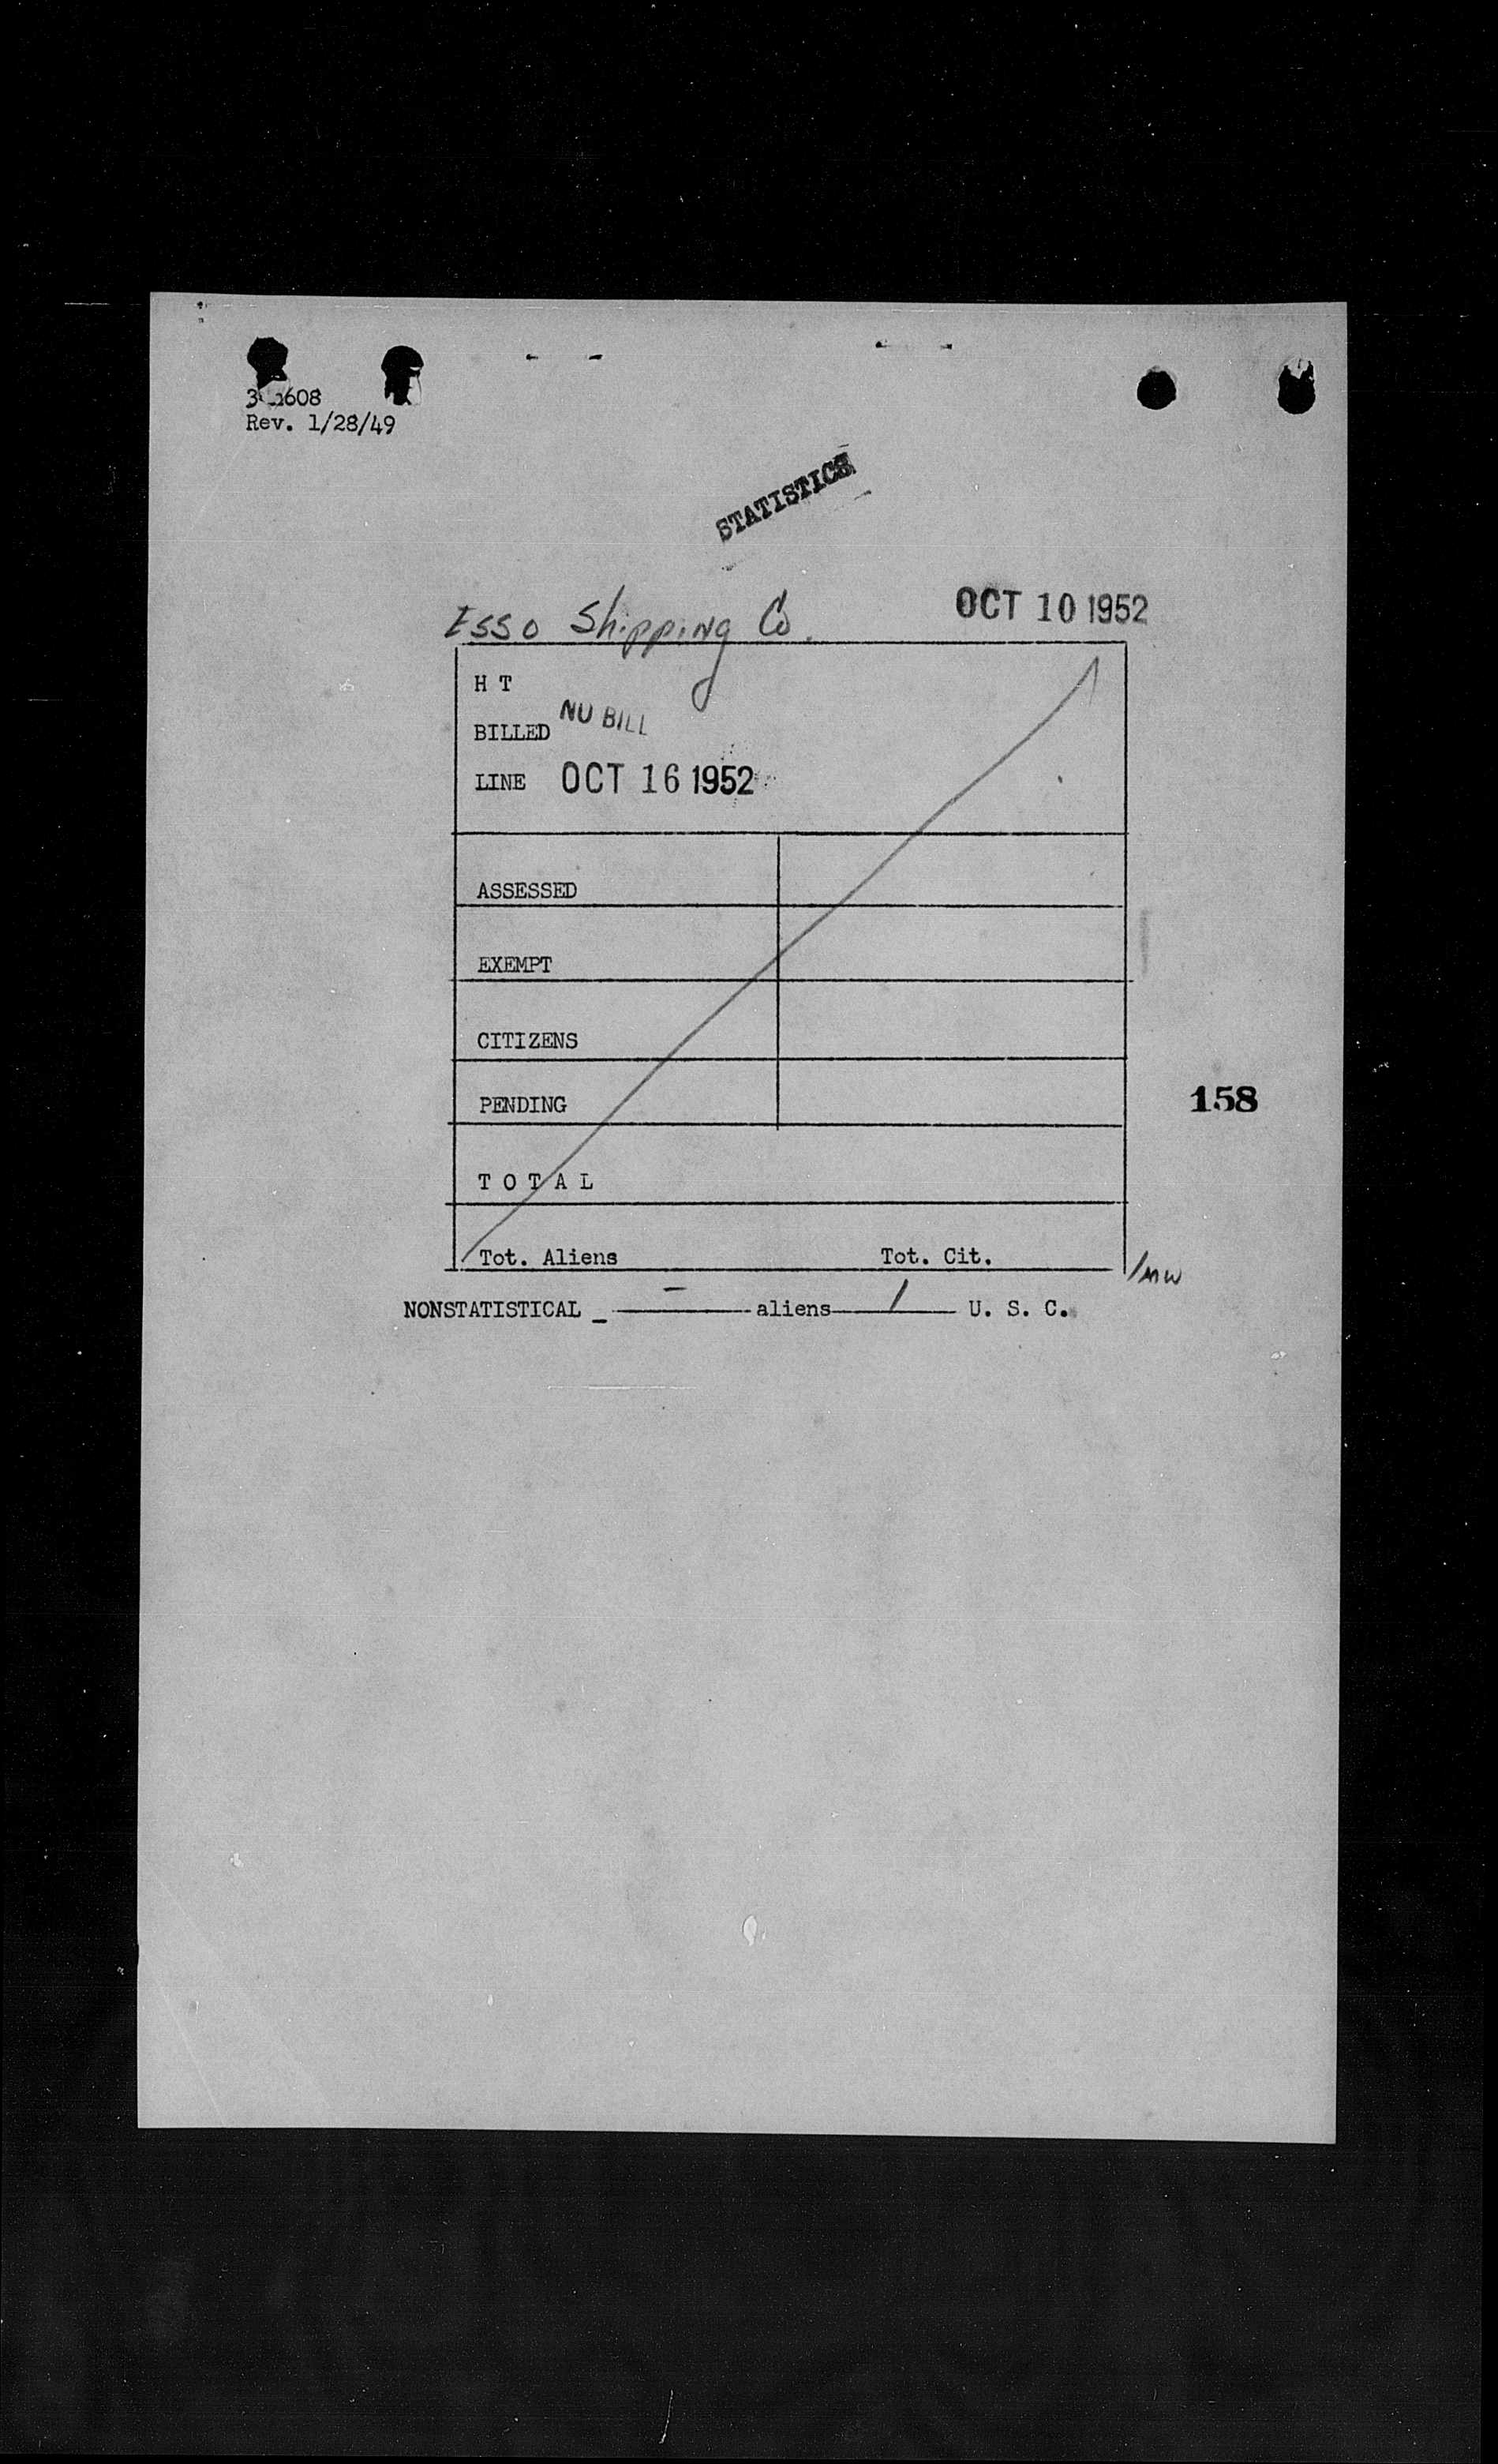 Rev. 1/28/49
STATISTICS
Esso Shipping Co.
OCT 10 1952
H T
BILLED NO BILL
LINE OCT 16 1952
ASSESSED
EXEMPT
CITIZENS
PENDING
158
T O T A L
Tot. Aliens Tot. Cit.
NONSTATISTICAL _ - aliens 1 U. S. C.